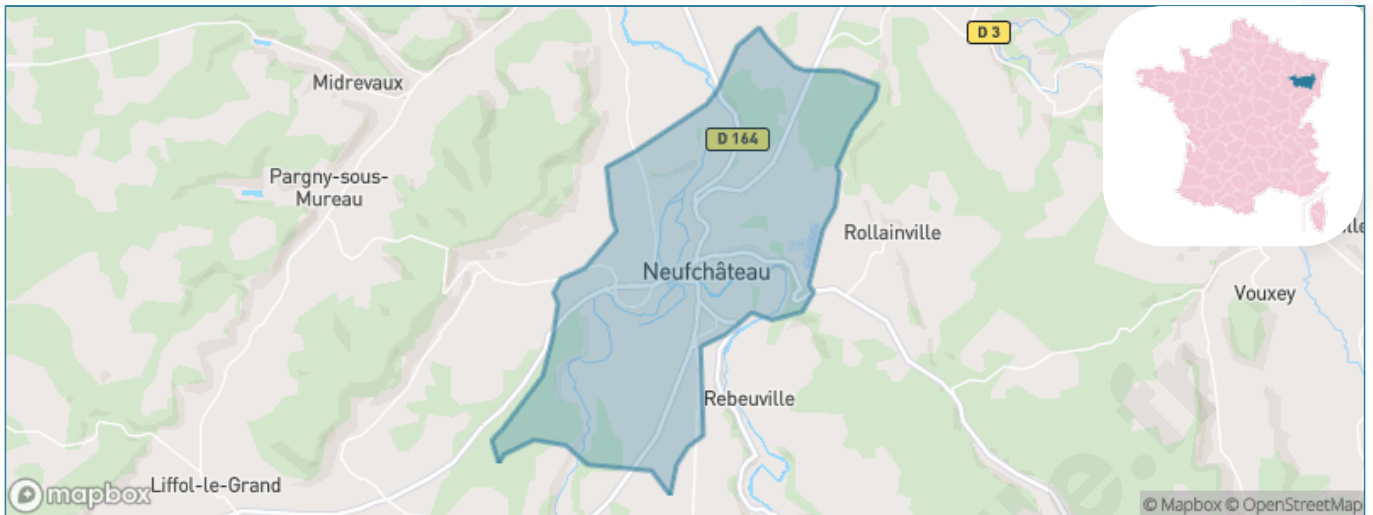 D 3
Midrevaux
D 164
Pargny-sous-
Mureau
Rollainville
Neufchâteau
Vouxey
Rebeuville
Liffol-le-Grand
mapbox
© Mapbox © OpenStreetMap